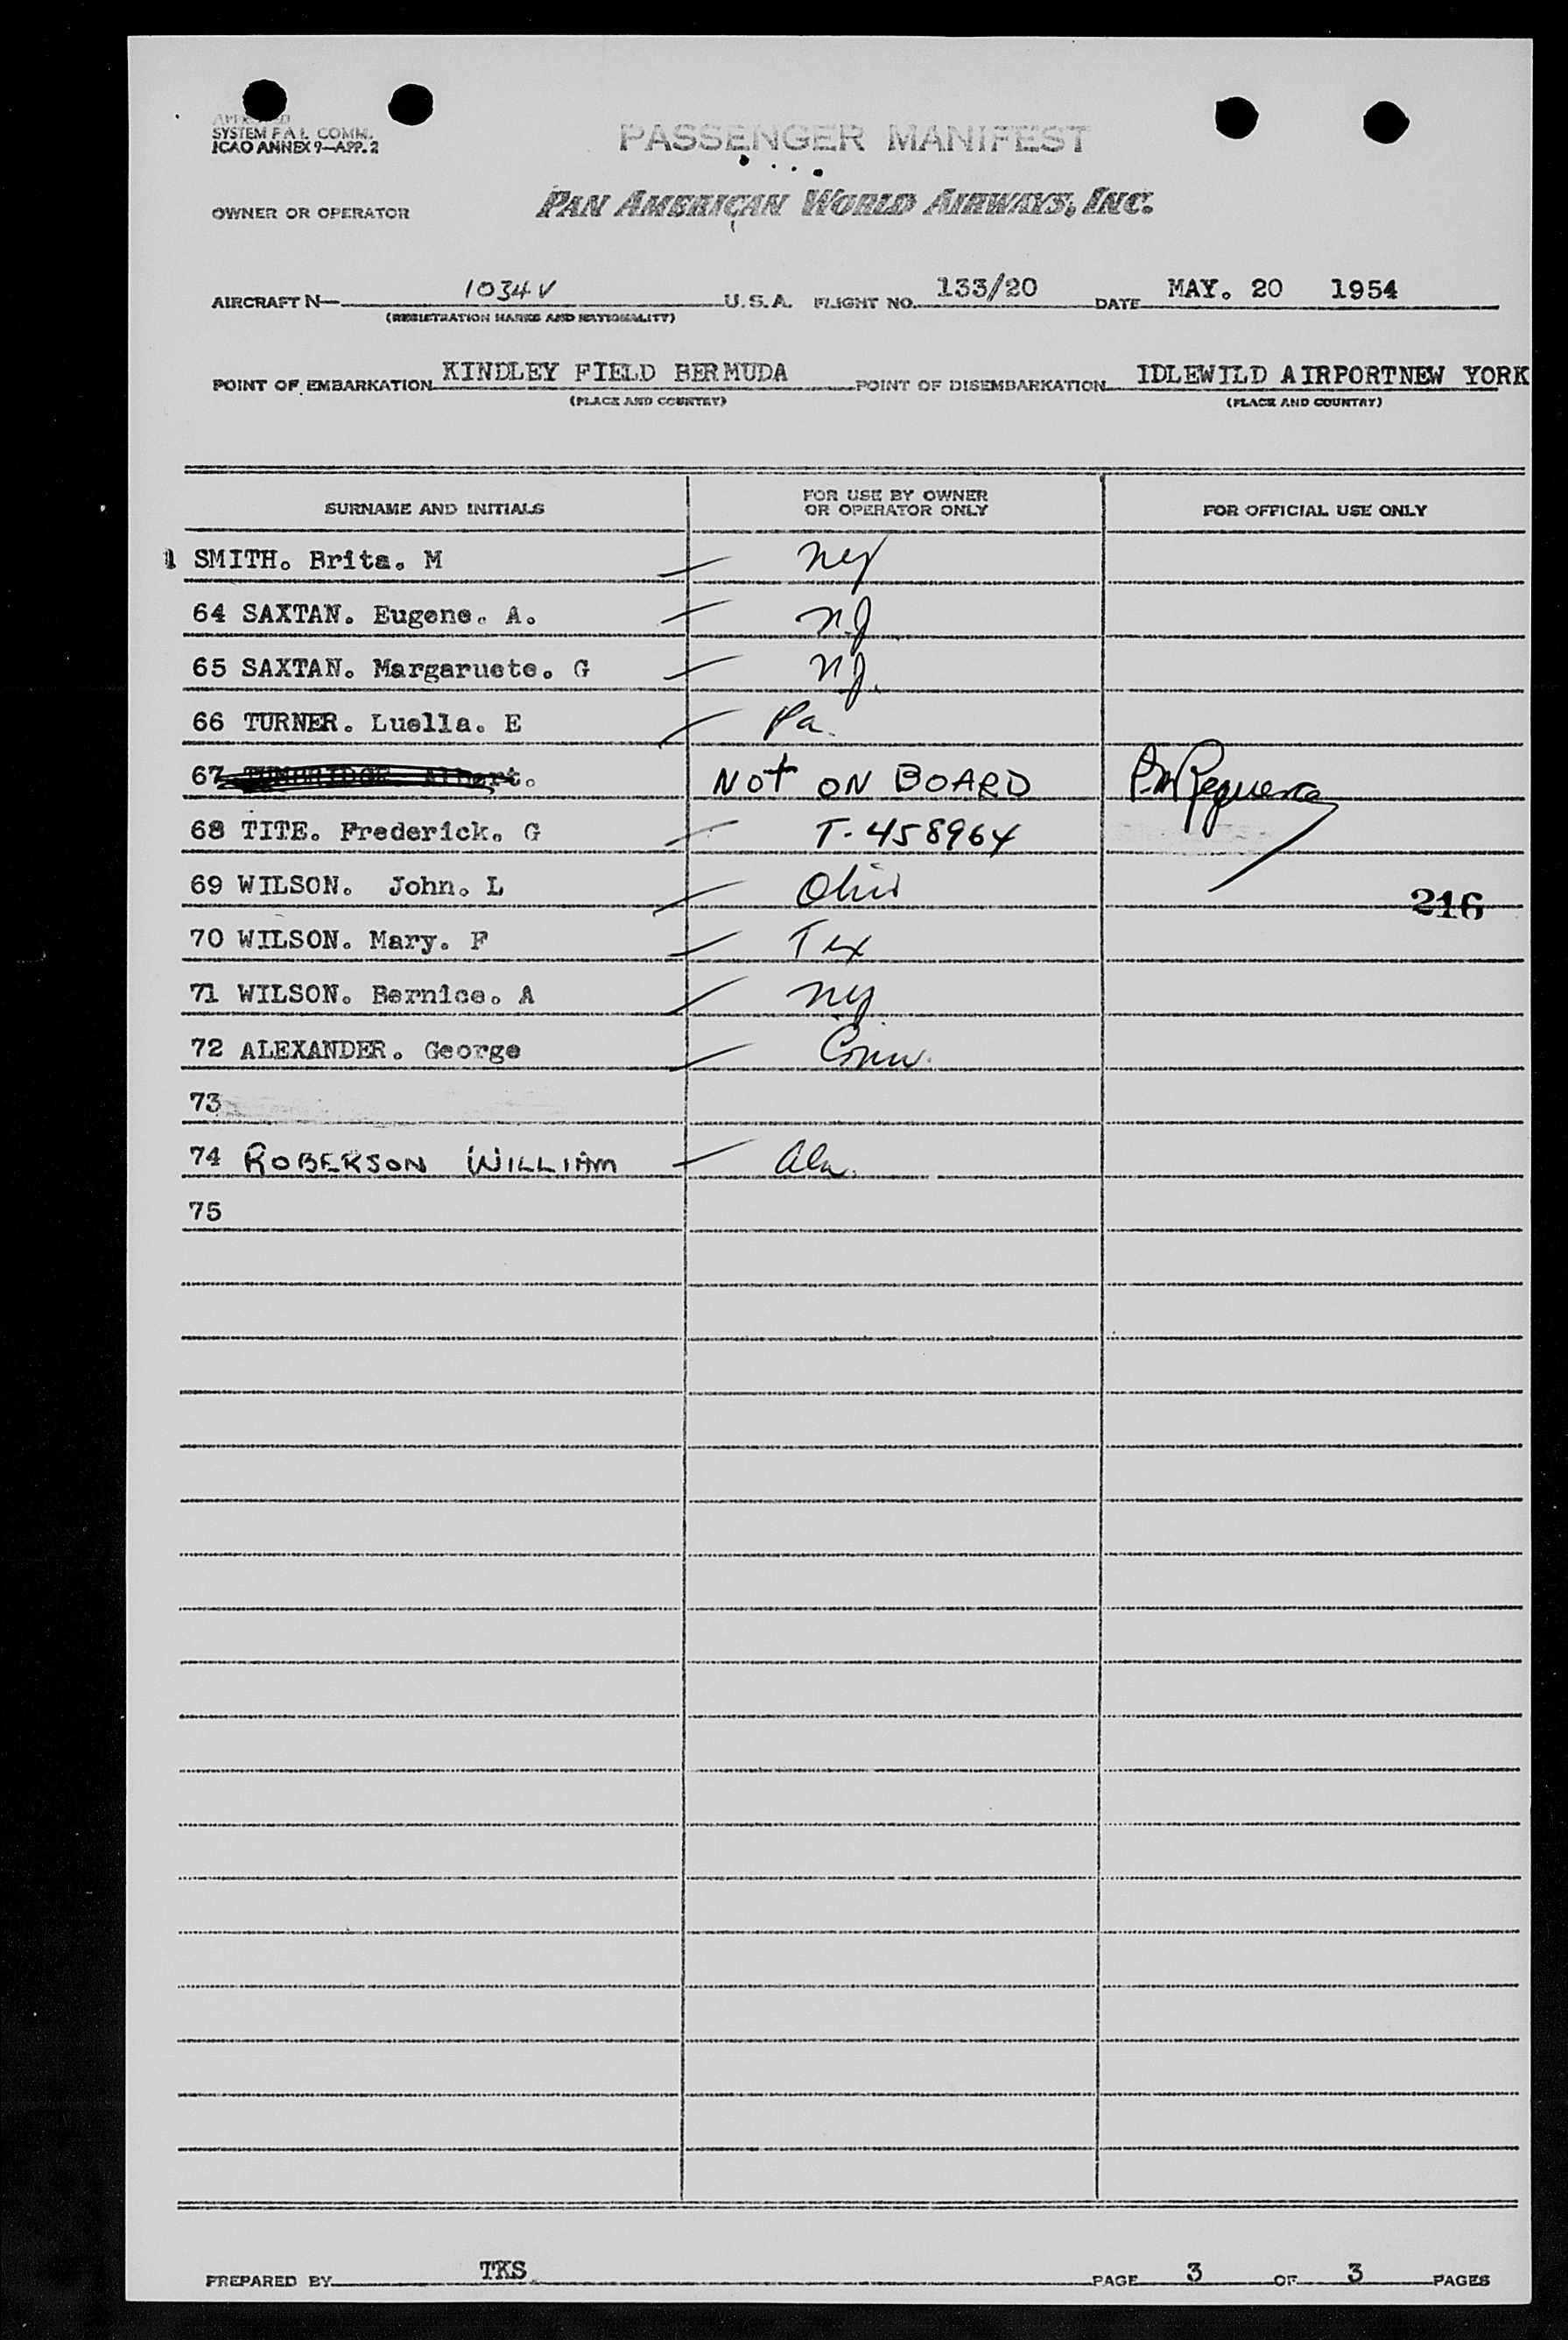 SYSTEM F A L COMM.
ICAO ANNEX 9—APP. 2
PASSENGER MANIFEST
OWNER OR OPERATOR PAN AMERICAN WORLD AIRWAYS, INC.
AIRCRAFT N— 1034V U.S.A. FLIGHT NO. 133/20 DATE MAY. 20 1954
(REGISTRATION MARKS AND NATIONALITY)
POINT OF EMBARKATION KINDLEY FIELD BERMUDA POINT OF DISEMBARKATION IDLEWILD AIRPORTNEW YORK
(PLACE AND COUNTRY) (PLACE AND COUNTRY)
SURNAME AND INITIALS FOR USE BY OWNER OR OPERATOR ONLY FOR OFFICIAL USE ONLY
1 SMITH. Brita. M ny
64 SAXTAN. Eugene. A. n.J
65 SAXTAN. Margaruete. G nJ.
66 TURNER. Luella. E Pa.
67 TUMBRIDGE. Albert. NOT ON BOARD
68 TITE. Frederick. G T-458964
69 WILSON. John. L Ohio
216
70 WILSON. Mary. F Tex
71 WILSON. Bernice. A ny
72 ALEXANDER. George Conn.
73
74 ROBERSON WILLIAM Ala.
75
PREPARED BY TKS PAGE 3 OF 3 PAGES